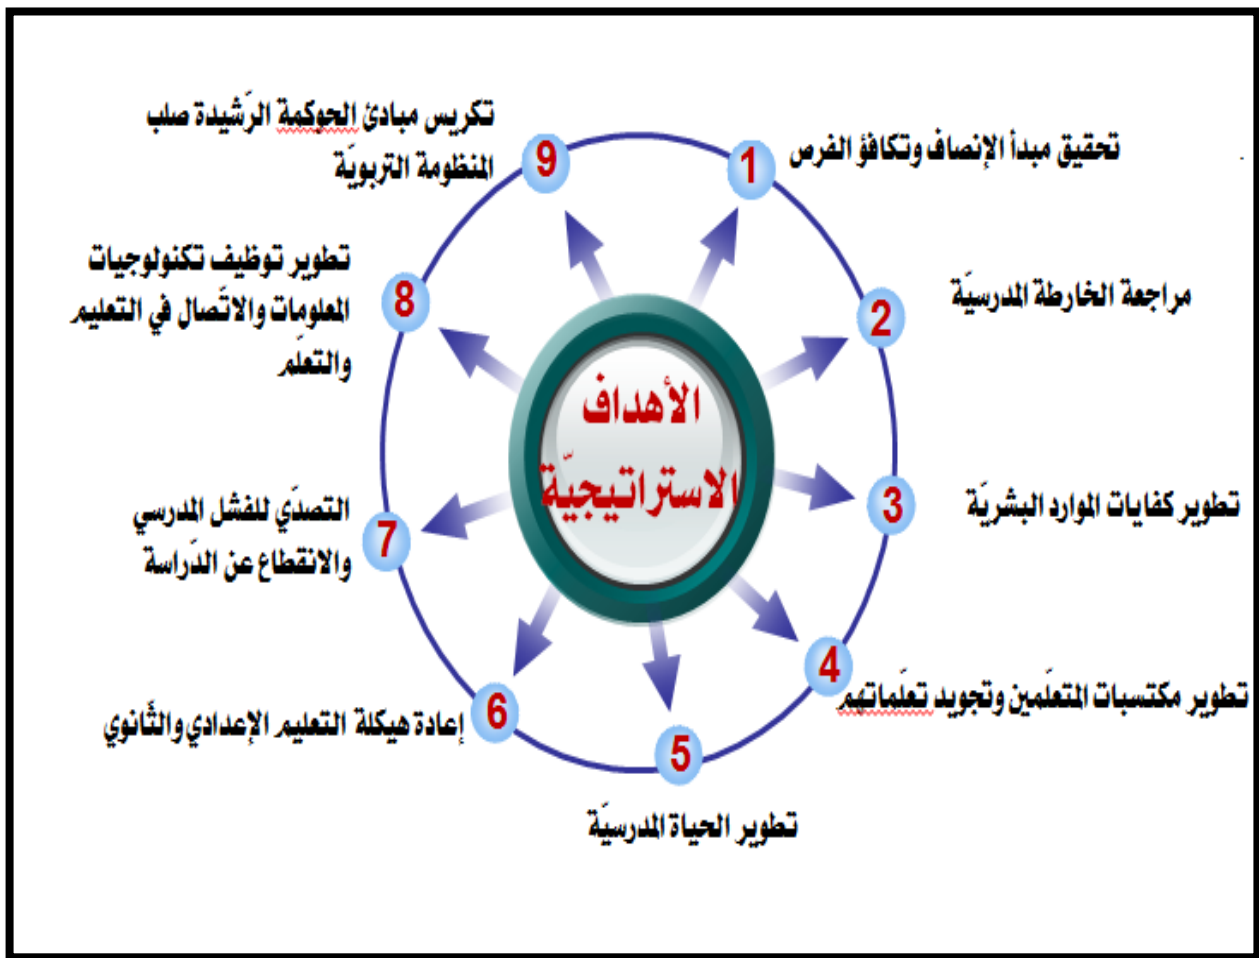 الأهداف
الاستراتيجيّة
1
تحقيق مبدأ الإنصاف وتكافؤ الفرص
2
مراجعة الخارطة المدرسيّة
3
تطوير كفايات الموارد البشريّة
4
تطوير مكتسبات المتعلّمين وتجويد تعلّماتهم
5
تطوير الحياة المدرسيّة
6
إعادة هيكلة التعليم الإعدادي والثّانوي
7
التصدّي للفشل المدرسي
والانقطاع عن الدّراسة
8
تطوير توظيف تكنولوجيات
المعلومات والاتّصال في التعليم
والتعلّم
9
تكريس مبادئ الحوكمة الرّشيدة صلب
المنظومة التربويّة